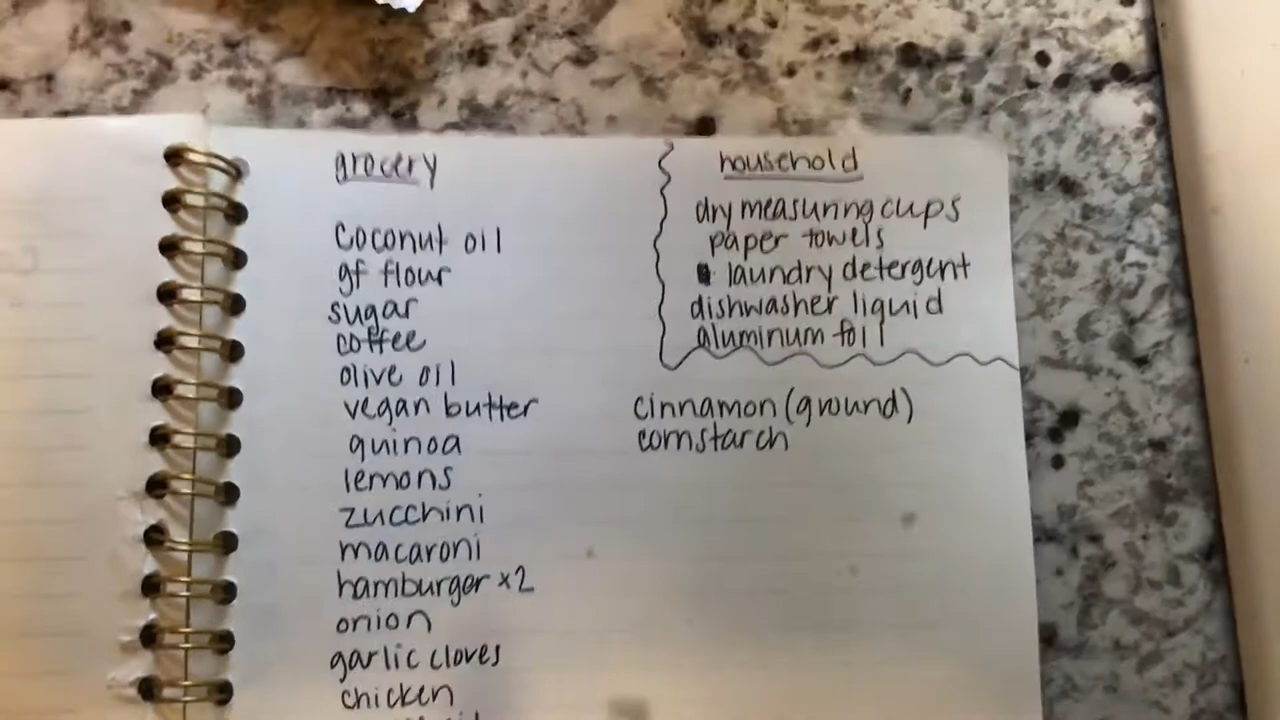 grocery
coconut oil
gf flour
sugar
coffee
olive oil
vegan butter
quinoa
lemons
zucchini
macaroni
hamburger x2
onion
garlic cloves
chicken
household
dry measuring cups
paper towels
laundry detergent
dishwasher liquid
aluminum foil
cinnamon (ground)
cornstarch